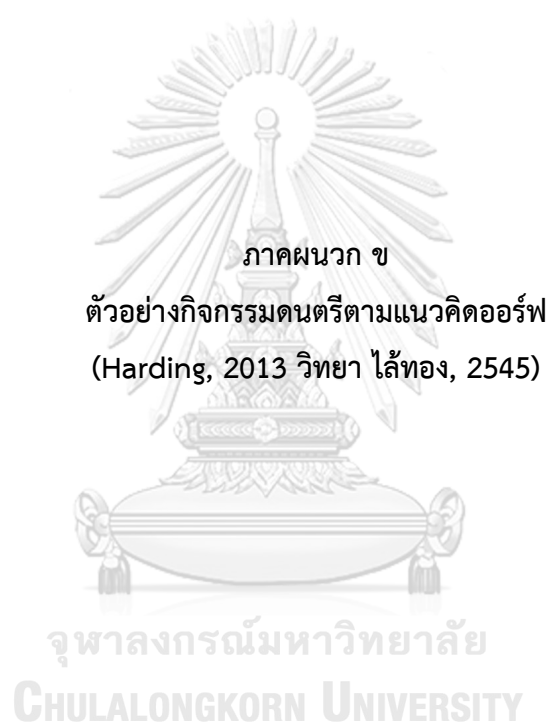 ภาคผนวก ข
ตัวอย่างกิจกรรมดนตรีตามแนวคิดออร์ฟ
(Harding, 2013 วิทยา ไล้ทอง, 2545)
จุฬาลงกรณ์มหาวิทยาลัย
CHULALONGKORN UNIVERSITY